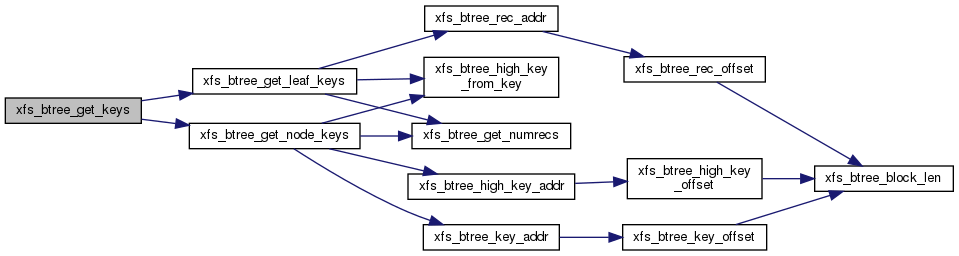 xfs_btree_get_keys
xfs_btree_get_leaf_keys
xfs_btree_get_node_keys
xfs_btree_rec_addr
xfs_btree_high_key
_from_key
xfs_btree_get_numrecs
xfs_btree_high_key_addr
xfs_btree_key_addr
xfs_btree_rec_offset
xfs_btree_high_key
_offset
xfs_btree_key_offset
xfs_btree_block_len